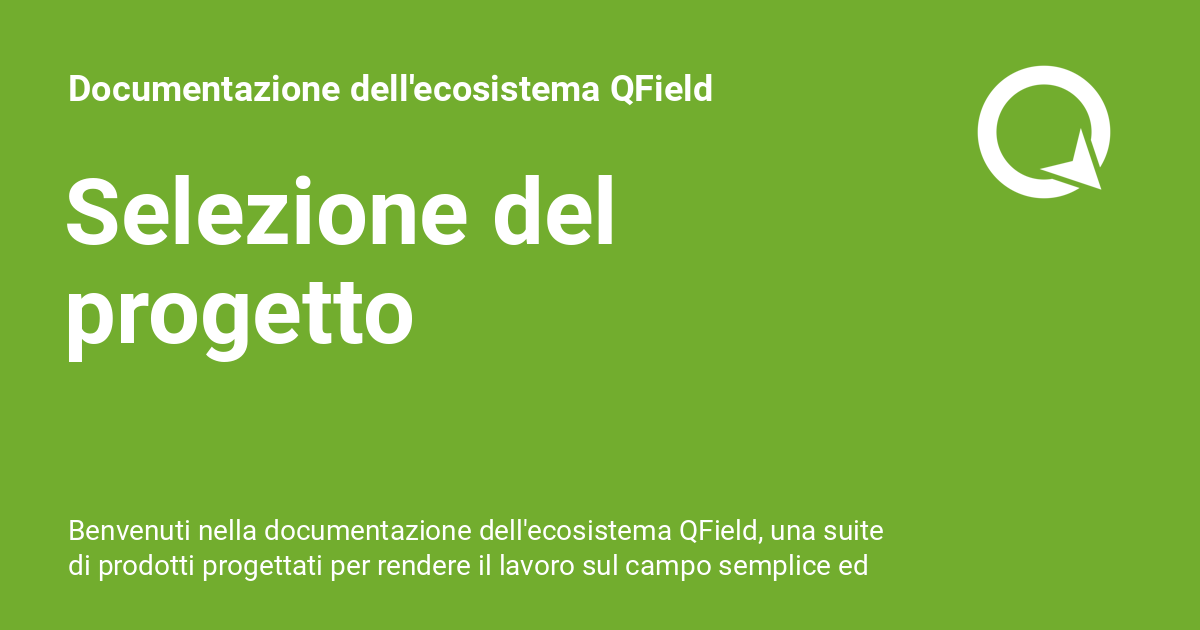 Documentazione dell'ecosistema QField
Selezione del
progetto
Benvenuti nella documentazione dell'ecosistema QField, una suite
di prodotti progettati per rendere il lavoro sul campo semplice ed